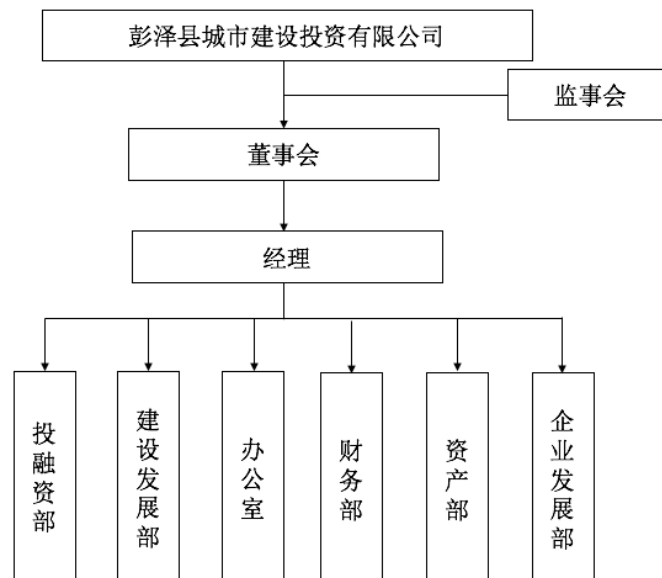 彭泽县城市建设投资有限公司
监事会
董事会
经理
投融资部
建设发展部
办公室
财务部
资产部
企业发展部